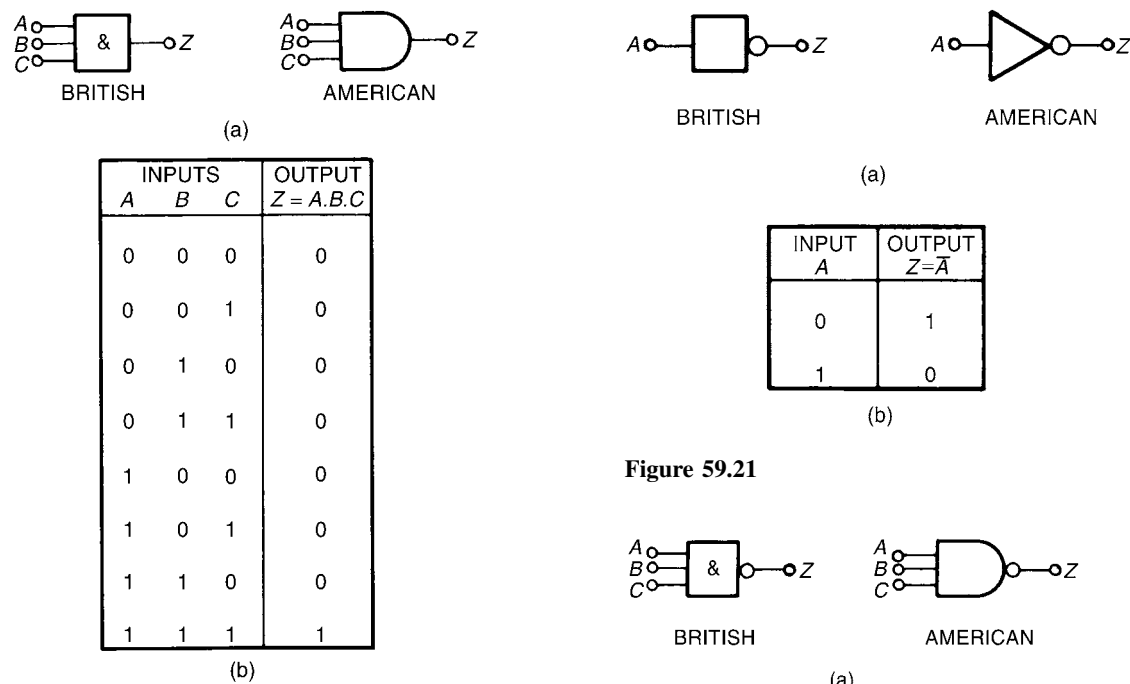 A
B
C
&
Z
BRITISH
A
B
C
Z
AMERICAN
(a)
INPUTS OUTPUT
A B C Z = A.B.C
0 0 0 0
0 0 1 0
0 1 0 0
0 1 1 0
1 0 0 0
1 0 1 0
1 1 0 0
1 1 1 1
(b)
A Z
BRITISH
A Z
AMERICAN
(a)
INPUT OUTPUT
A Z=A̅
0 1
1 0
(b)
Figure 59.21
A
B
C
&
Z
BRITISH
A
B
C
Z
AMERICAN
(a)